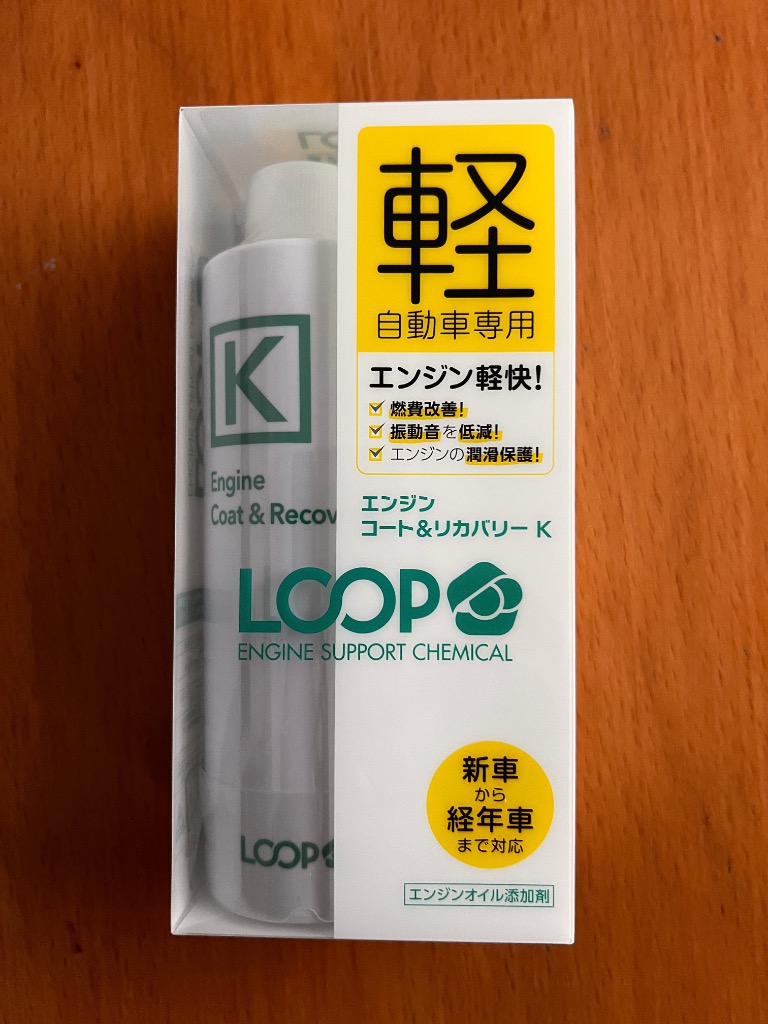 軽
自動車専用
エンジン軽快!
燃費改善!
振動音を低減!
エンジンの潤滑保護!
エンジン
コート&リカバリー K
LOOP
ENGINE SUPPORT CHEMICAL
新車
から
経年車
まで対応
エンジンオイル添加剤
K
Engine
Coat & Recov
LOOP